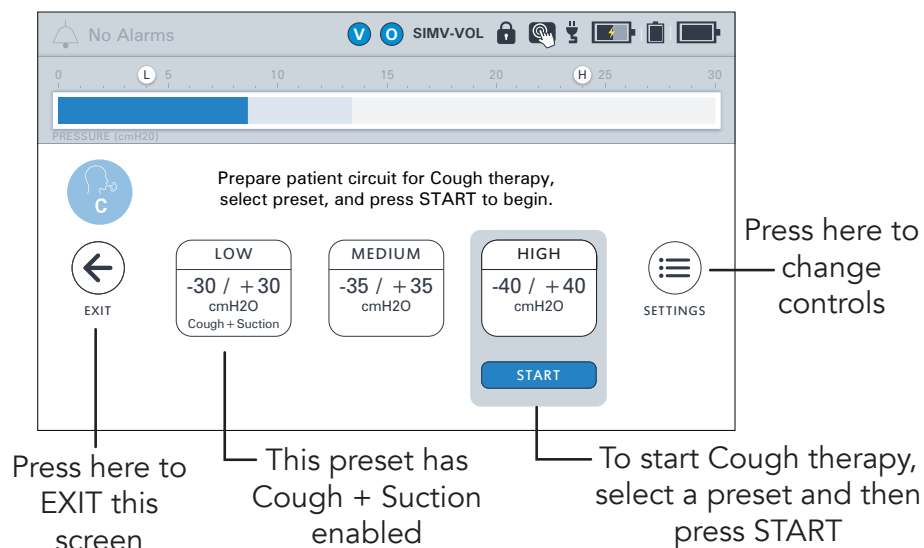 No Alarms
V O SIMV-VOL
0 L 5 10 15 20 H 25 30
PRESSURE (cmH20)
C
Prepare patient circuit for Cough therapy,
select preset, and press START to begin.
EXIT
LOW
-30 / +30
cmH2O
Cough+Suction
MEDIUM
-35 / +35
cmH2O
HIGH
-40 / +40
cmH2O
START
SETTINGS
Press here to
change
controls
Press here to
EXIT this
screen
This preset has
Cough + Suction
enabled
To start Cough therapy,
select a preset and then
press START